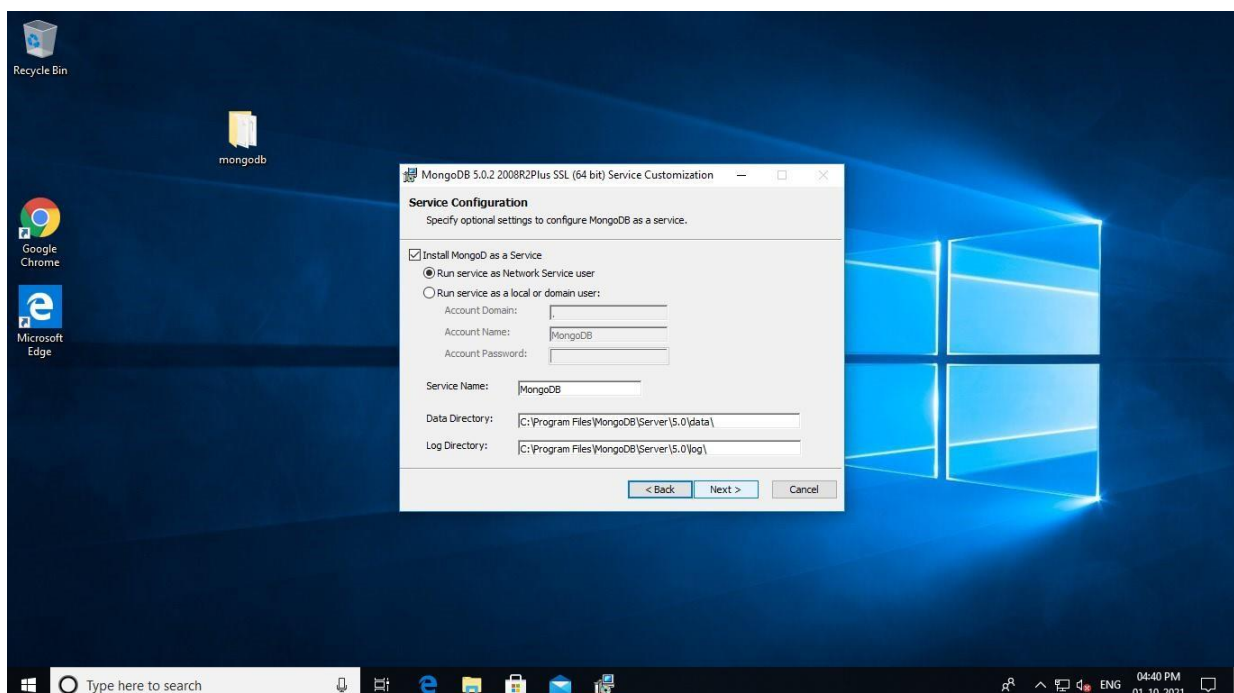 Recycle Bin
mongodb
Google
Chrome
Microsoft
Edge
MongoDB 5.0.2 2008R2Plus SSL (64 bit) Service Customization
Service Configuration
Specify optional settings to configure MongoDB as a service.
Install MongoD as a Service
Run service as Network Service user
Run service as a local or domain user:
Account Domain: .
Account Name: MongoDB
Account Password:
Service Name: MongoDB
Data Directory: C:\Program Files\MongoDB\Server\5.0\data\
Log Directory: C:\Program Files\MongoDB\Server\5.0\log\
< Back Next > Cancel
Type here to search
ENG
04:40 PM
01-10-2021